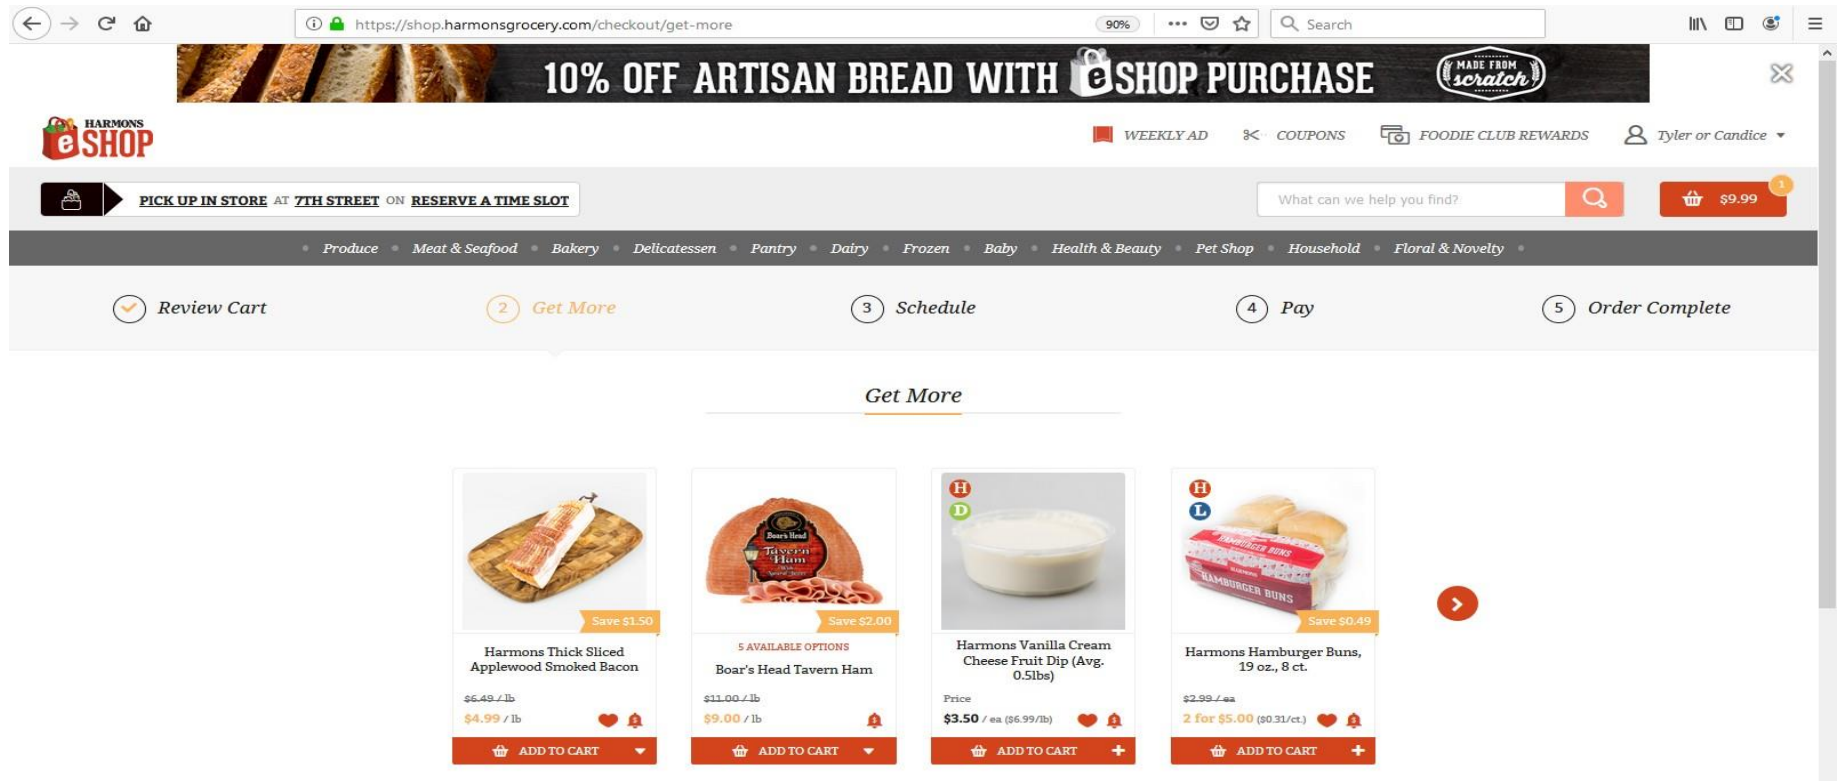 https://shop.harmonsgrocery.com/checkout/get-more
90%
Search
10% OFF ARTISAN BREAD WITH eSHOP PURCHASE
MADE FROM
scratch
HARMONS
eSHOP
WEEKLY AD
COUPONS
FOODIE CLUB REWARDS
Tyler or Candice
PICK UP IN STORE AT 7TH STREET ON RESERVE A TIME SLOT
What can we help you find?
$9.99
1
Produce
Meat & Seafood
Bakery
Delicatessen
Pantry
Dairy
Frozen
Baby
Health & Beauty
Pet Shop
Household
Floral & Novelty
Review Cart
2 Get More
3 Schedule
4 Pay
5 Order Complete
Get More
Save $1.50
Harmons Thick Sliced
Applewood Smoked Bacon
$6.49 / lb
$4.99 / lb
ADD TO CART
Boar's Head
Tavern
Ham
Save $2.00
5 AVAILABLE OPTIONS
Boar's Head Tavern Ham
$11.00 / lb
$9.00 / lb
ADD TO CART
H
D
Harmons Vanilla Cream
Cheese Fruit Dip (Avg.
0.5lbs)
Price
$3.50 / ea ($6.99/lb)
ADD TO CART
H
L
HAMBURGER BUNS
HAMBURGER BUNS
Save $0.49
Harmons Hamburger Buns,
19 oz., 8 ct.
$2.99 / ea
2 for $5.00 ($0.31/ct.)
ADD TO CART